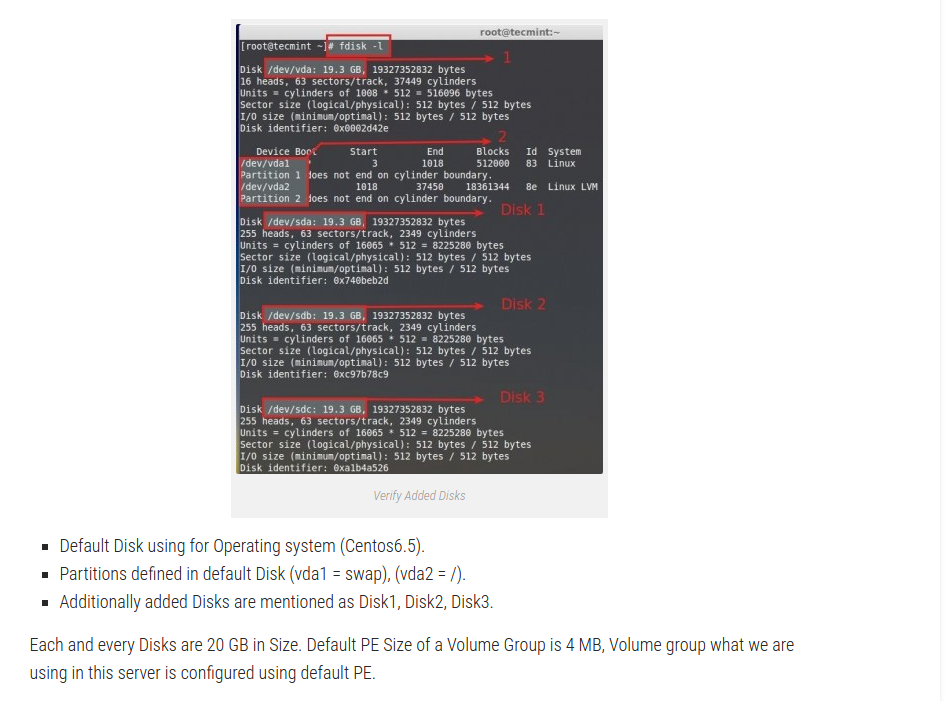 root@tecmint:~
[root@tecmint ~]# fdisk -l
1
Disk /dev/vda: 19.3 GB, 19327352832 bytes
16 heads, 63 sectors/track, 37449 cylinders
Units = cylinders of 1008 * 512 = 516096 bytes
Sector size (logical/physical): 512 bytes / 512 bytes
I/O size (minimum/optimal): 512 bytes / 512 bytes
Disk identifier: 0x0002d42e
2
Device Boot Start End Blocks Id System
/dev/vda1 * 3 1018 512000 83 Linux
Partition 1 does not end on cylinder boundary.
/dev/vda2 1018 37450 18361344 8e Linux LVM
Partition 2 does not end on cylinder boundary.
Disk 1
Disk /dev/sda: 19.3 GB, 19327352832 bytes
255 heads, 63 sectors/track, 2349 cylinders
Units = cylinders of 16065 * 512 = 8225280 bytes
Sector size (logical/physical): 512 bytes / 512 bytes
I/O size (minimum/optimal): 512 bytes / 512 bytes
Disk identifier: 0x740beb2d
Disk 2
Disk /dev/sdb: 19.3 GB, 19327352832 bytes
255 heads, 63 sectors/track, 2349 cylinders
Units = cylinders of 16065 * 512 = 8225280 bytes
Sector size (logical/physical): 512 bytes / 512 bytes
I/O size (minimum/optimal): 512 bytes / 512 bytes
Disk identifier: 0xc97b78c9
Disk 3
Disk /dev/sdc: 19.3 GB, 19327352832 bytes
255 heads, 63 sectors/track, 2349 cylinders
Units = cylinders of 16065 * 512 = 8225280 bytes
Sector size (logical/physical): 512 bytes / 512 bytes
I/O size (minimum/optimal): 512 bytes / 512 bytes
Disk identifier: 0xa1b4a526
Verify Added Disks
▪ Default Disk using for Operating system (Centos6.5).
▪ Partitions defined in default Disk (vda1 = swap), (vda2 = /).
▪ Additionally added Disks are mentioned as Disk1, Disk2, Disk3.
Each and every Disks are 20 GB in Size. Default PE Size of a Volume Group is 4 MB, Volume group what we are
using in this server is configured using default PE.